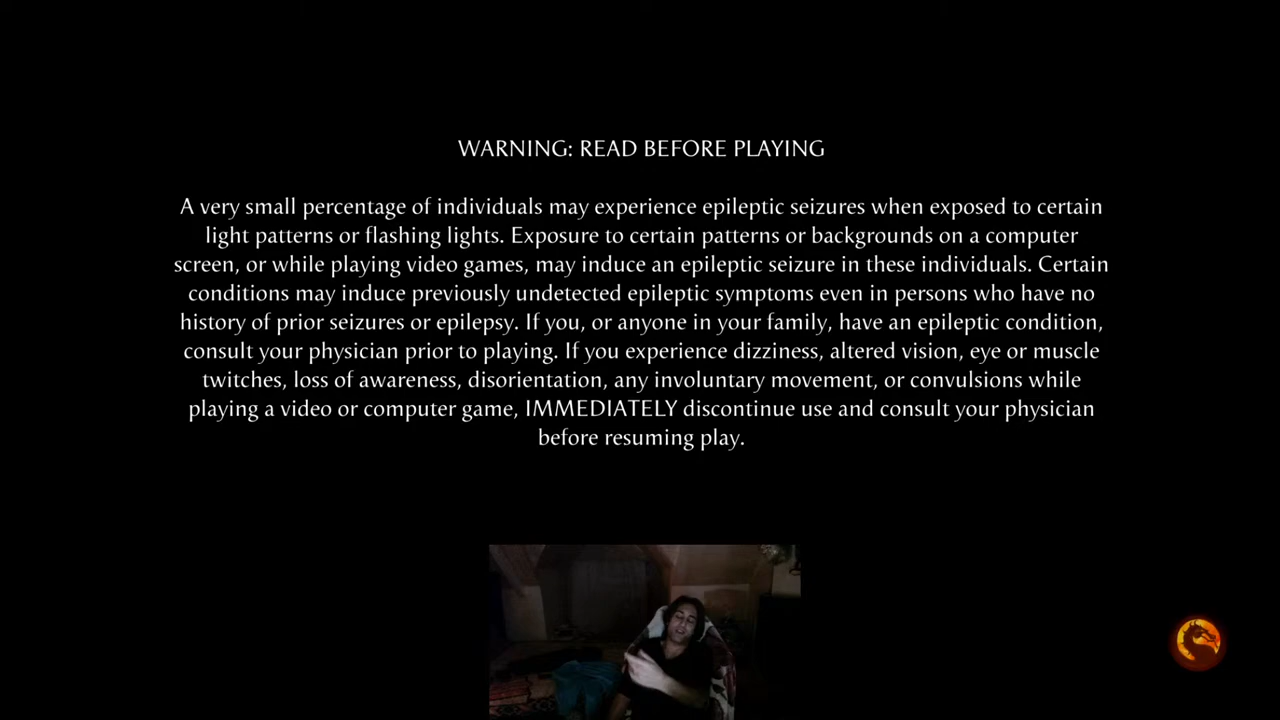 WARNING: READ BEFORE PLAYING
A very small percentage of individuals may experience epileptic seizures when exposed to certain
light patterns or flashing lights. Exposure to certain patterns or backgrounds on a computer
screen, or while playing video games, may induce an epileptic seizure in these individuals. Certain
conditions may induce previously undetected epileptic symptoms even in persons who have no
history of prior seizures or epilepsy. If you, or anyone in your family, have an epileptic condition,
consult your physician prior to playing. If you experience dizziness, altered vision, eye or muscle
twitches, loss of awareness, disorientation, any involuntary movement, or convulsions while
playing a video or computer game, IMMEDIATELY discontinue use and consult your physician
before resuming play.